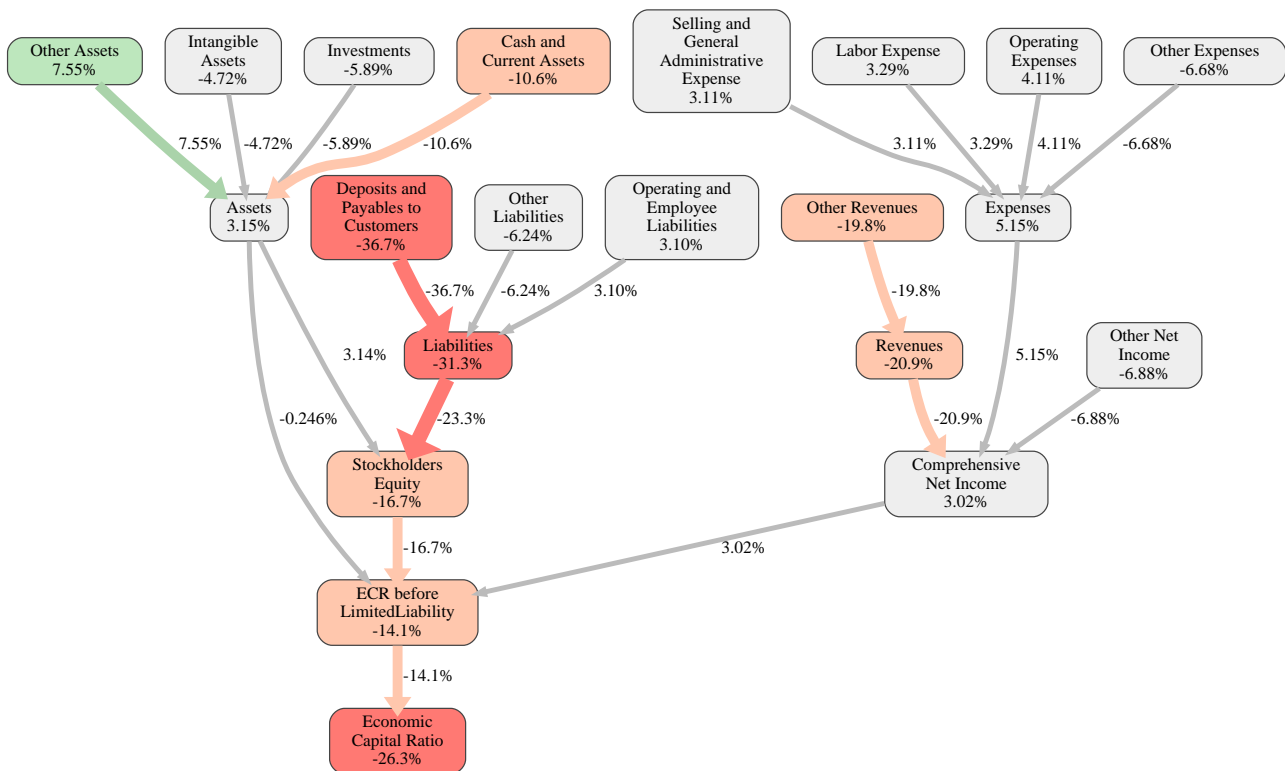 Other Assets
7.55%
Intangible
Assets
-4.72%
Investments
-5.89%
Cash and
Current Assets
-10.6%
Selling and
General
Administrative
Expense
3.11%
Labor Expense
3.29%
Operating
Expenses
4.11%
Other Expenses
-6.68%
7.55%
-4.72%
-5.89%
-10.6%
3.11%
3.29%
4.11%
-6.68%
Assets
3.15%
Deposits and
Payables to
Customers
-36.7%
Other
Liabilities
-6.24%
Operating and
Employee
Liabilities
3.10%
Other Revenues
-19.8%
Expenses
5.15%
-36.7%
-6.24%
3.10%
-19.8%
3.14%
Liabilities
-31.3%
Revenues
-20.9%
5.15%
Other Net
Income
-6.88%
-0.246%
-23.3%
-20.9%
-6.88%
Stockholders
Equity
-16.7%
Comprehensive
Net Income
3.02%
-16.7%
3.02%
ECR before
LimitedLiability
-14.1%
-14.1%
Economic
Capital Ratio
-26.3%